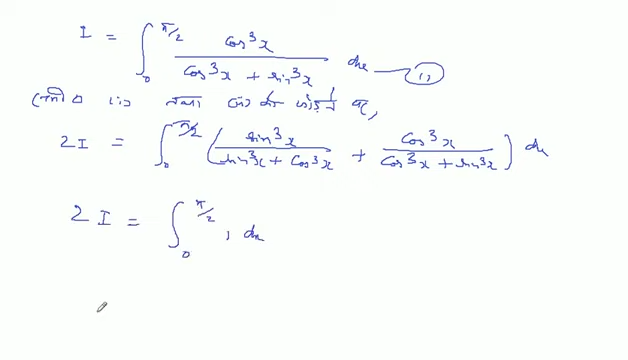 I = ∫₀^{π/2} cos³x / (cos³x + sin³x) dx — (1)
तथा
2I = ∫₀^{π/2} ( sin³x / (sin³x + cos³x) + cos³x / (cos³x + sin³x) ) dx
2I = ∫₀^{π/2} 1 dx